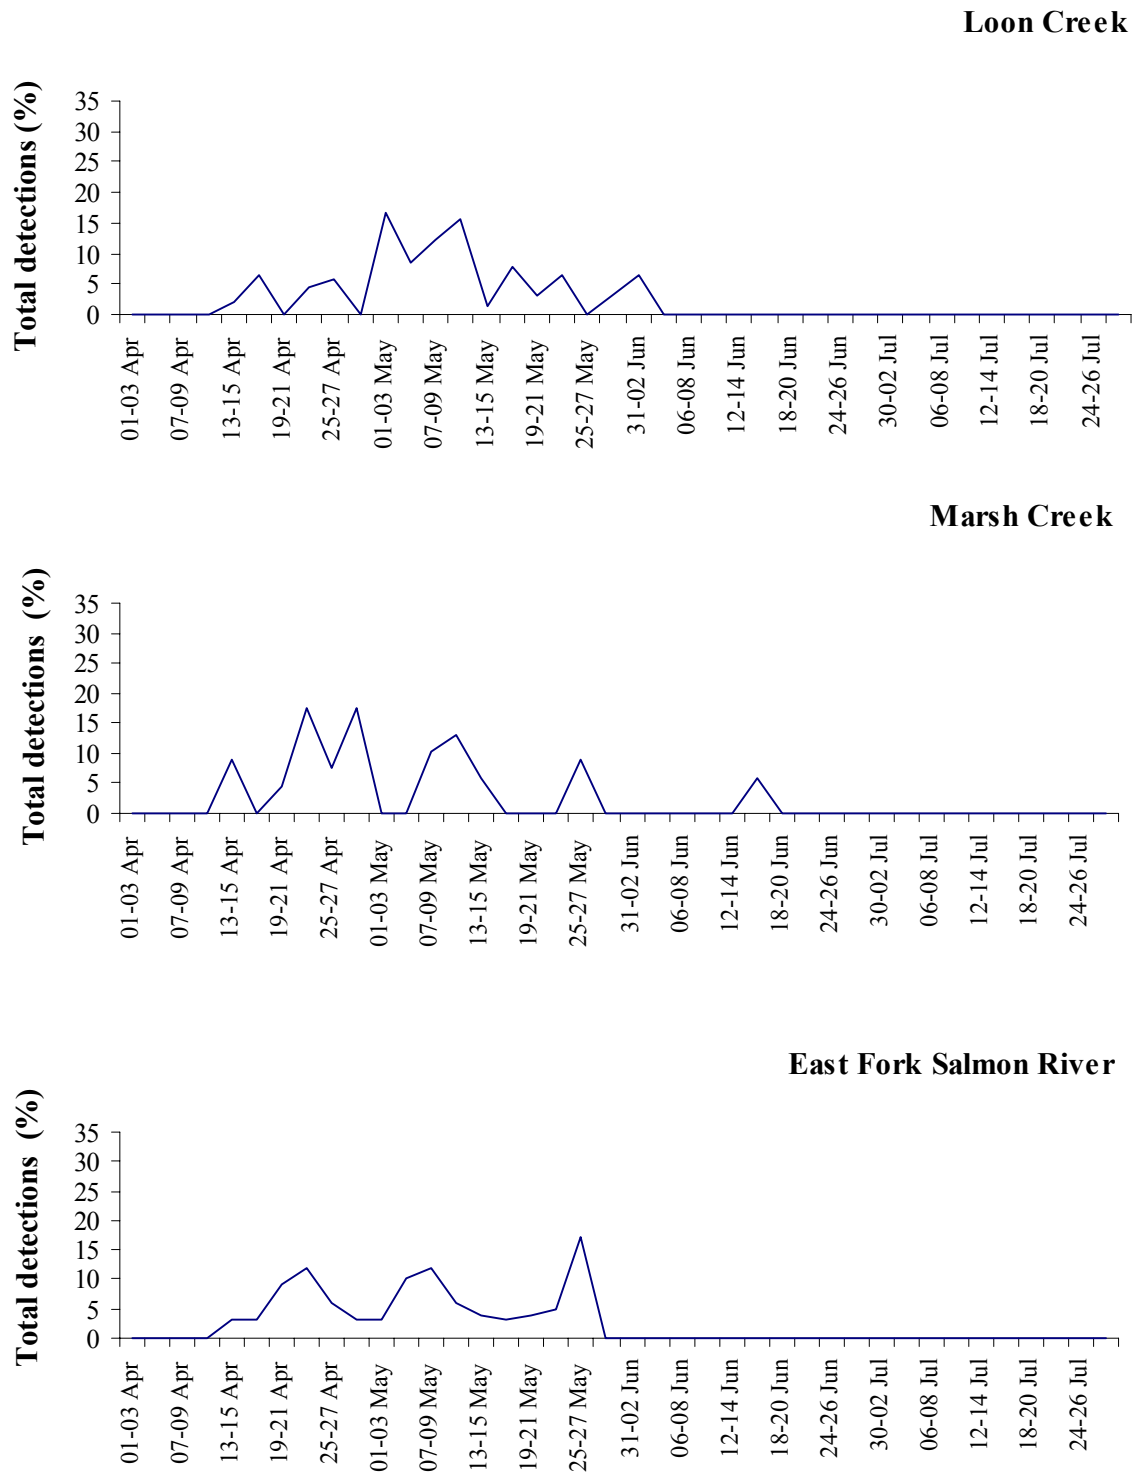 Loon Creek
Total detections (%)
35
30
25
20
15
10
5
0
01-03 Apr
07-09 Apr
13-15 Apr
19-21 Apr
25-27 Apr
01-03 May
07-09 May
13-15 May
19-21 May
25-27 May
31-02 Jun
06-08 Jun
12-14 Jun
18-20 Jun
24-26 Jun
30-02 Jul
06-08 Jul
12-14 Jul
18-20 Jul
24-26 Jul
Marsh Creek
Total detections (%)
35
30
25
20
15
10
5
0
01-03 Apr
07-09 Apr
13-15 Apr
19-21 Apr
25-27 Apr
01-03 May
07-09 May
13-15 May
19-21 May
25-27 May
31-02 Jun
06-08 Jun
12-14 Jun
18-20 Jun
24-26 Jun
30-02 Jul
06-08 Jul
12-14 Jul
18-20 Jul
24-26 Jul
East Fork Salmon River
Total detections (%)
35
30
25
20
15
10
5
0
01-03 Apr
07-09 Apr
13-15 Apr
19-21 Apr
25-27 Apr
01-03 May
07-09 May
13-15 May
19-21 May
25-27 May
31-02 Jun
06-08 Jun
12-14 Jun
18-20 Jun
24-26 Jun
30-02 Jul
06-08 Jul
12-14 Jul
18-20 Jul
24-26 Jul